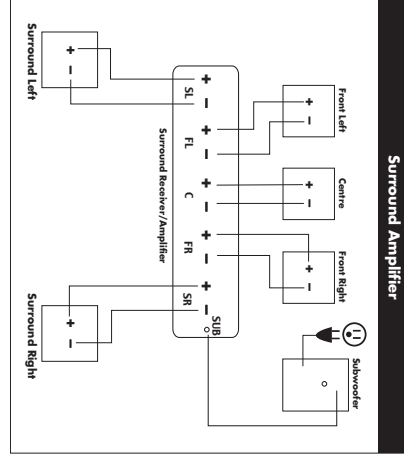 Surround Amplifier
Front Left
+ –
Centre
+ –
Front Right
+ –
Subwoofer
+ – + – + – + – + –
SL FL C FR SR SUB
Surround Receiver/Amplifier
Surround Left
+ –
Surround Right
+ –